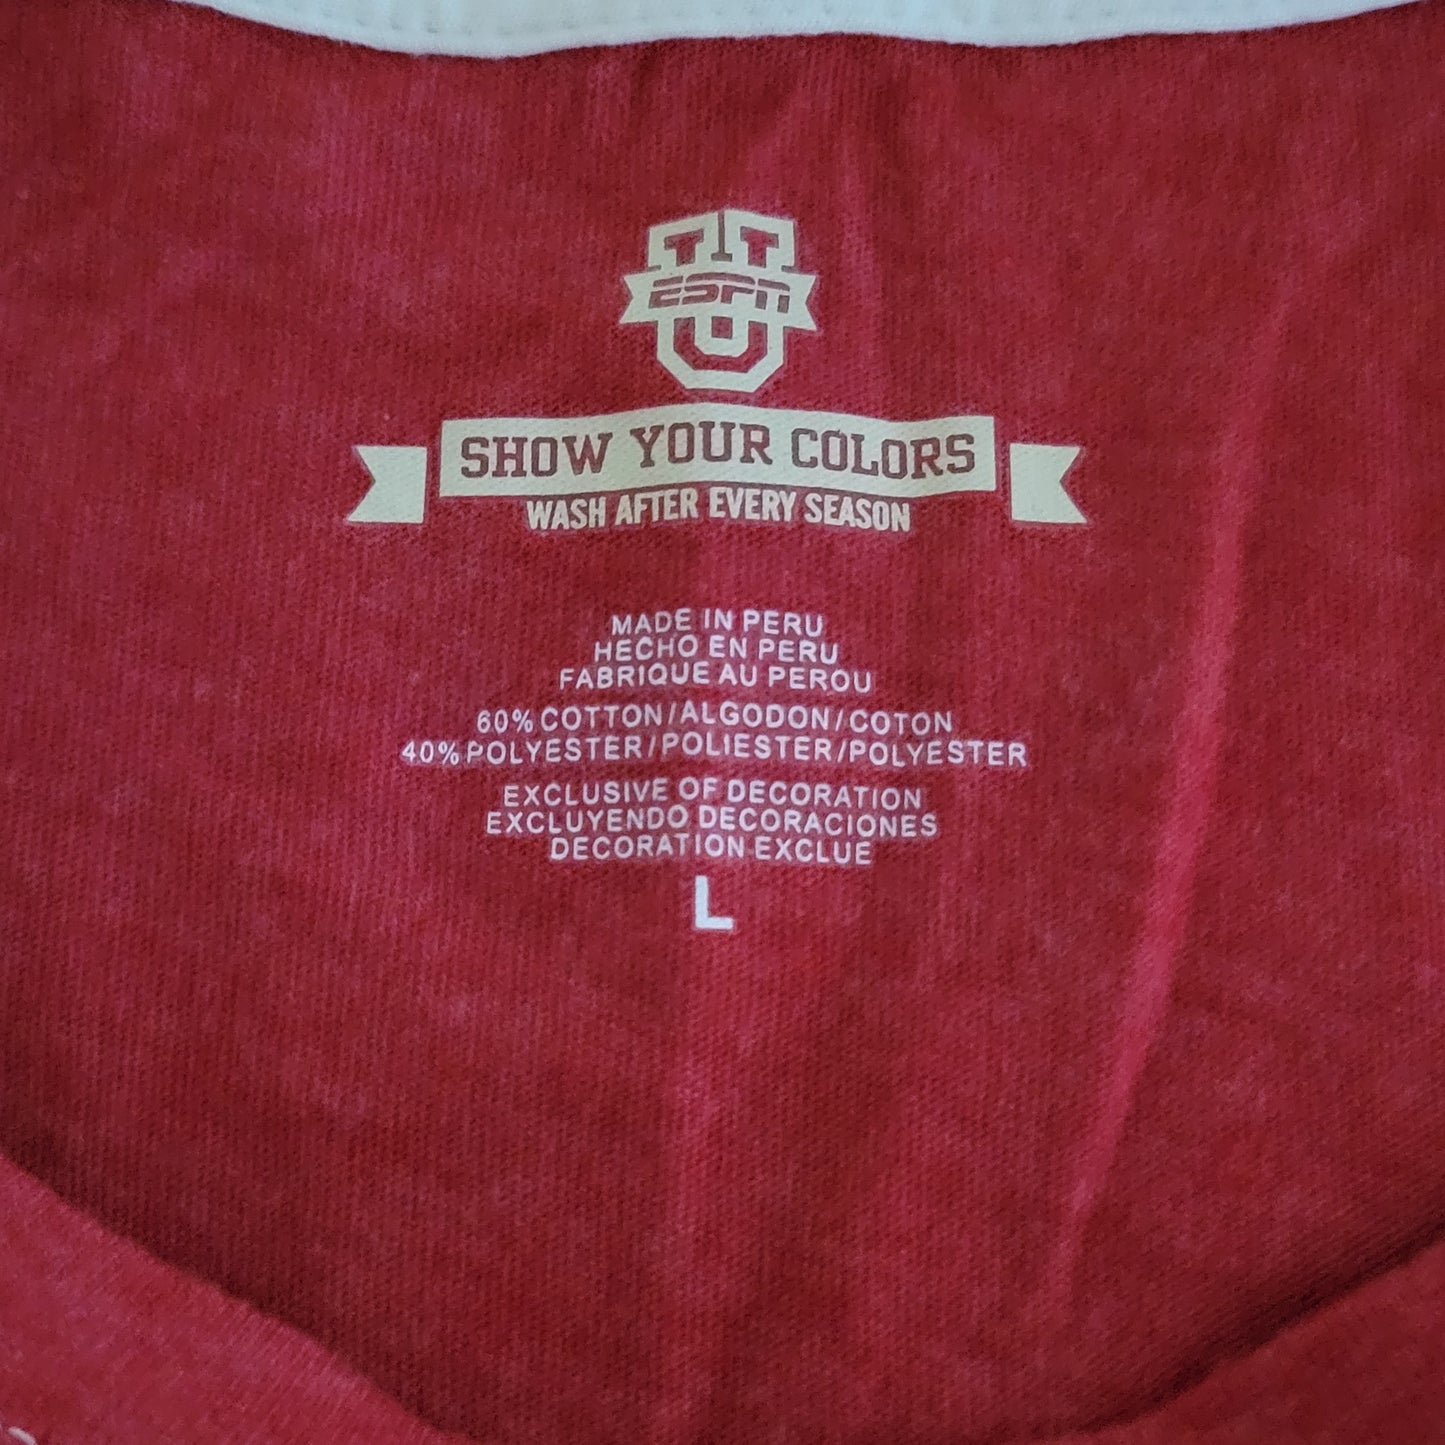 U
ESPN
SHOW YOUR COLORS
WASH AFTER EVERY SEASON
MADE IN PERU
HECHO EN PERU
FABRIQUE AU PEROU
60% COTTON/ALGODON/COTON
40% POLYESTER/POLIESTER/POLYESTER
EXCLUSIVE OF DECORATION
EXCLUYENDO DECORACIONES
DECORATION EXCLUE
L